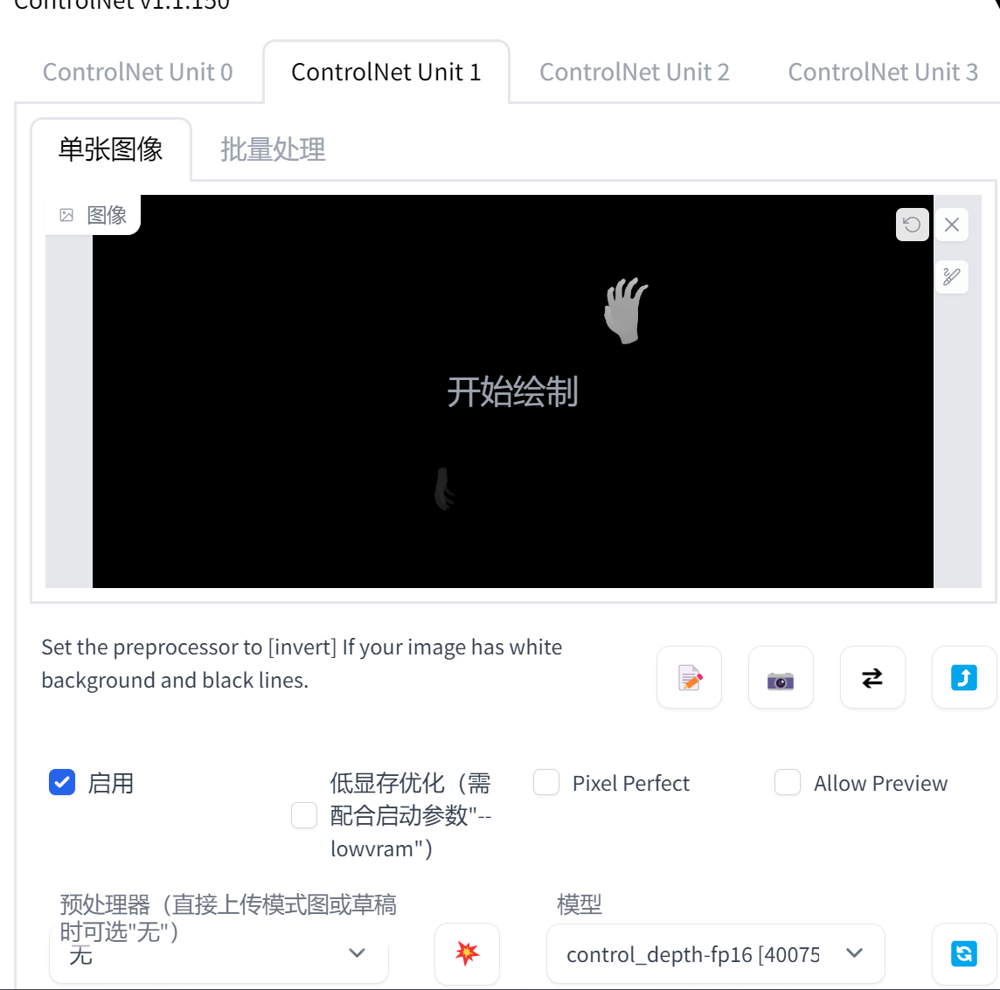 ControlNet v1.1.150
ControlNet Unit 0
ControlNet Unit 1
ControlNet Unit 2
ControlNet Unit 3
单张图像
批量处理
图像
开始绘制
Set the preprocessor to [invert] If your image has white
background and black lines.
启用
低显存优化（需
配合启动参数"--
lowvram"）
Pixel Perfect
Allow Preview
预处理器（直接上传模式图或草稿
时可选"无"）
无
模型
control_depth-fp16 [40075